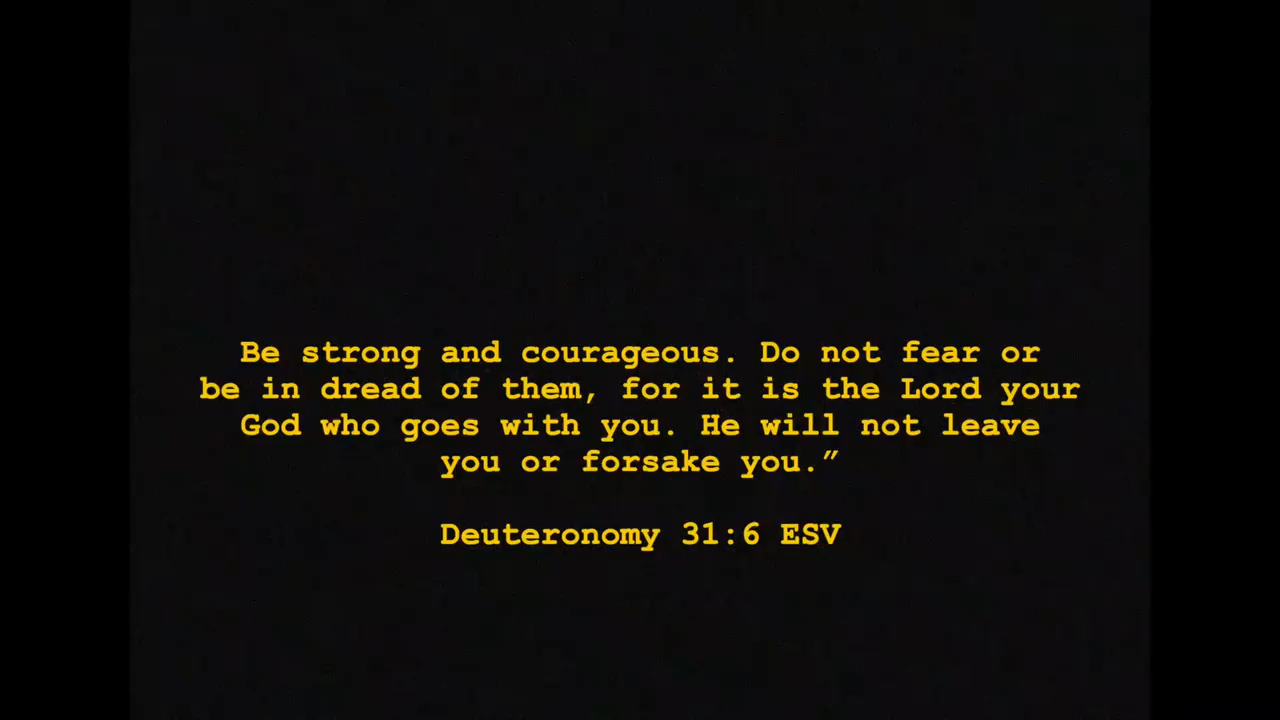 Be strong and courageous. Do not fear or
be in dread of them, for it is the Lord your
God who goes with you. He will not leave
you or forsake you.”
Deuteronomy 31:6 ESV